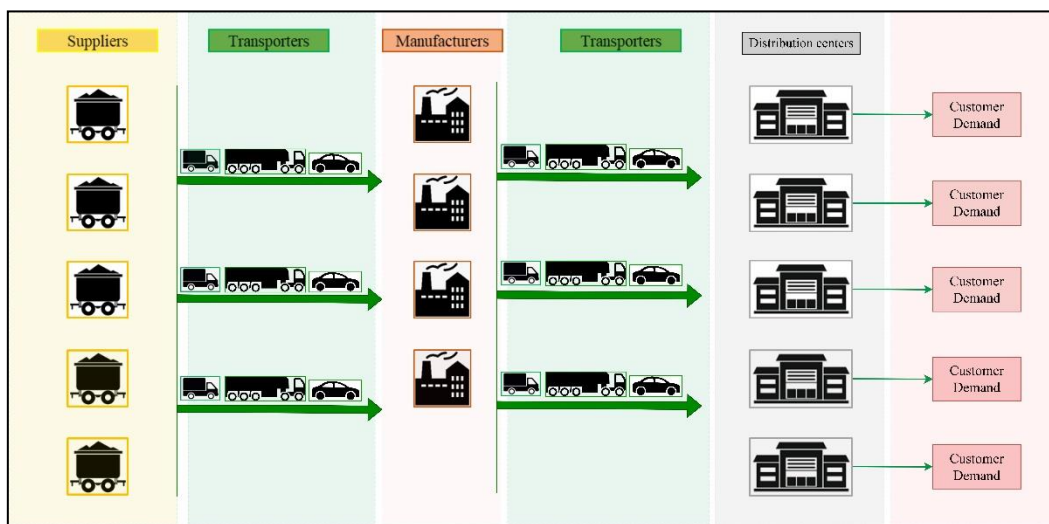 Suppliers
Transporters
Manufacturers
Transporters
Distribution centers
Customer
Demand
Customer
Demand
Customer
Demand
Customer
Demand
Customer
Demand